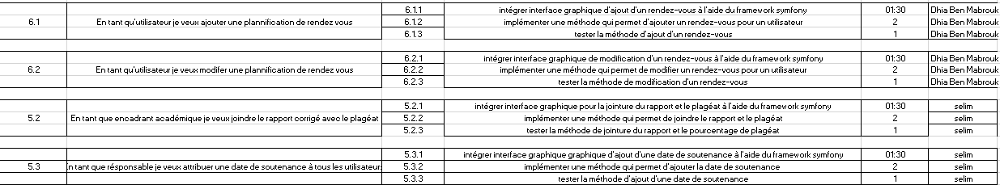 6.1.1 intégrer interface graphique d'ajout d'un rendez-vous à l'aide du framework symfony 01:30 Dhia Ben Mabrouk
6.1 En tant qu'utilisateur je veux ajouter une plannification de rendez vous 6.1.2 implémenter une méthode qui permet d'ajouter un rendez-vous pour un utilisateur 2 Dhia Ben Mabrouk
6.1.3 tester la méthode d'ajout d'un rendez-vous 1 Dhia Ben Mabrouk
6.2.1 intégrer interface graphique de modification d'un rendez-vous à l'aide du framework symfony 01:30 Dhia Ben Mabrouk
6.2 En tant qu'utilisateur je veux modifer une plannification de rendez vous 6.2.2 implémenter une méthode qui permet de modifier un rendez-vous pour un utilisateur 2 Dhia Ben Mabrouk
6.2.3 tester la méthode de modification d'un rendez-vous 1 Dhia Ben Mabrouk
5.2.1 intégrer interface graphique pour la jointure du rapport et le plagéat à l'aide du framework symfony 01:30 selim
5.2 En tant que encadrant académique je veux joindre le rapport corrigé avec le plagéat 5.2.2 implémenter une méthode qui permet de joindre le rapport et le plagéat 2 selim
5.2.3 tester la méthode de jointure du rapport et le pourcentage de plagéat 1 selim
5.3.1 intégrer interface graphique graphique d'ajout d'une date de soutenance à l'aide du framework symfony 01:30 selim
5.3 n tant que résponsable je veux attribuer une date de soutenance à tous les utilisateurs 5.3.2 implémenter une méthode qui permet d'ajouter la date de soutenance 2 selim
5.3.3 tester la méthode d'ajout d'une date de soutenance 1 selim